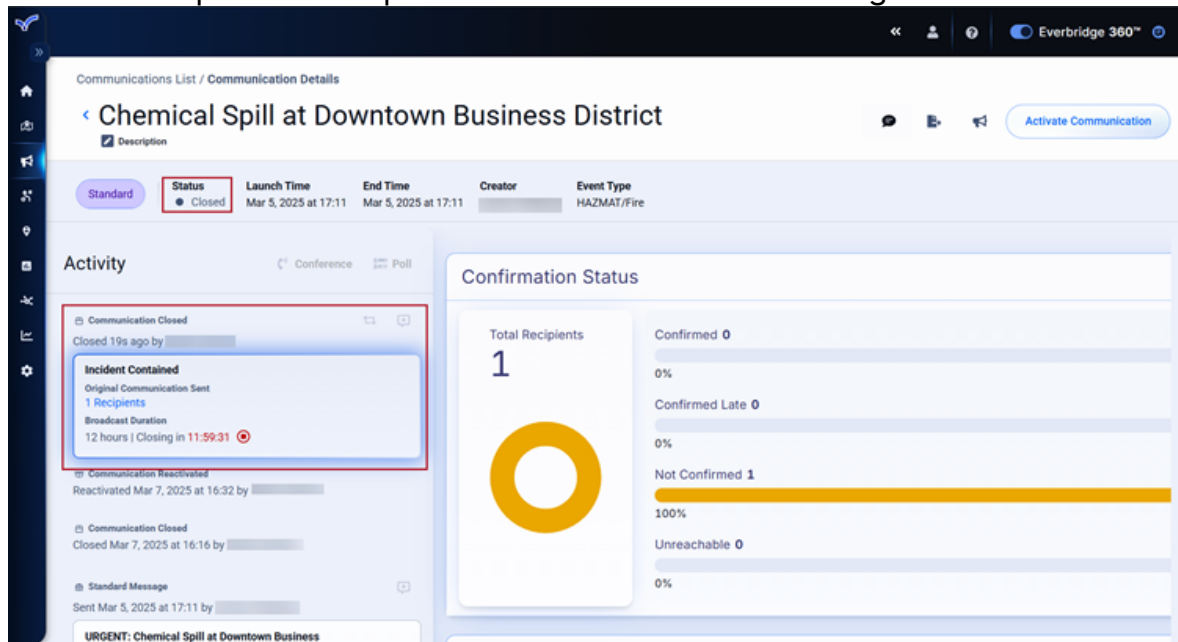 Everbridge 360™
Communications List / Communication Details
Chemical Spill at Downtown Business District
Description
Activate Communication
Standard
Status
Closed
Launch Time
Mar 5, 2025 at 17:11
End Time
Mar 5, 2025 at 17:11
Creator
Event Type
HAZMAT/Fire
Activity
Conference
Poll
Communication Closed
Closed 19s ago by
Incident Contained
Original Communication Sent
1 Recipients
Broadcast Duration
12 hours | Closing in 11:59:31
Communication Reactivated
Reactivated Mar 7, 2025 at 16:32 by
Communication Closed
Closed Mar 7, 2025 at 16:16 by
Standard Message
Sent Mar 5, 2025 at 17:11 by
URGENT: Chemical Spill at Downtown Business
Confirmation Status
Total Recipients
1
Confirmed 0
0%
Confirmed Late 0
0%
Not Confirmed 1
100%
Unreachable 0
0%